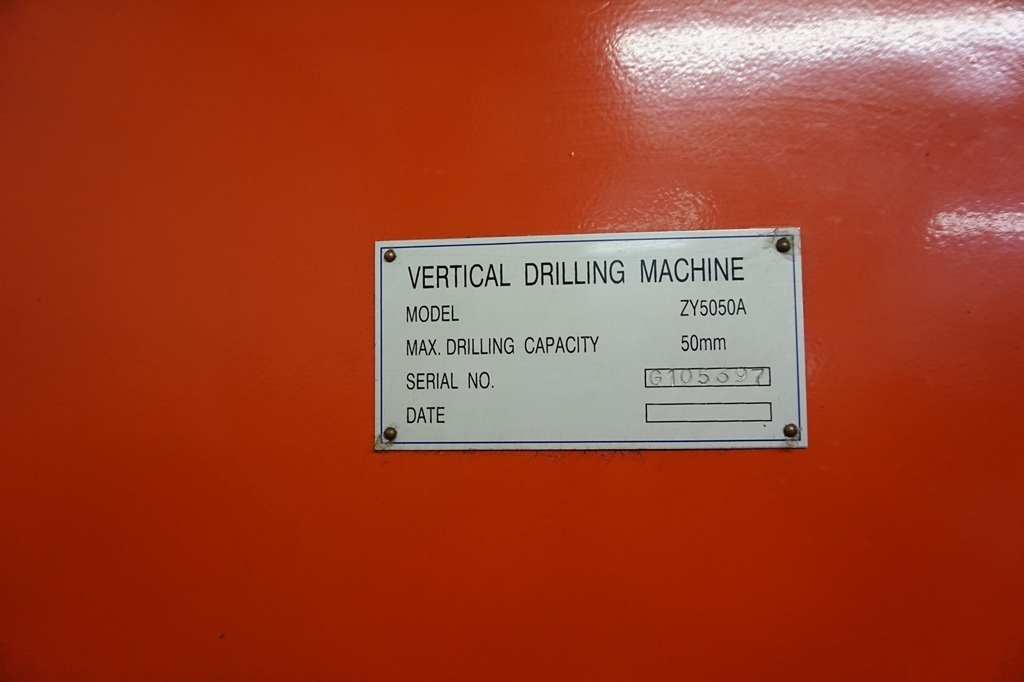 VERTICAL DRILLING MACHINE
MODEL ZY5050A
MAX. DRILLING CAPACITY 50mm
SERIAL NO. G105397
DATE